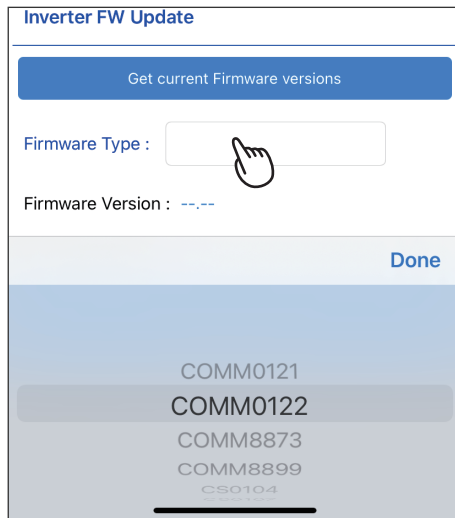 Inverter FW Update
Get current Firmware versions
Firmware Type :
Firmware Version : --.--
Done
COMM0121
COMM0122
COMM8873
COMM8899
CS0104